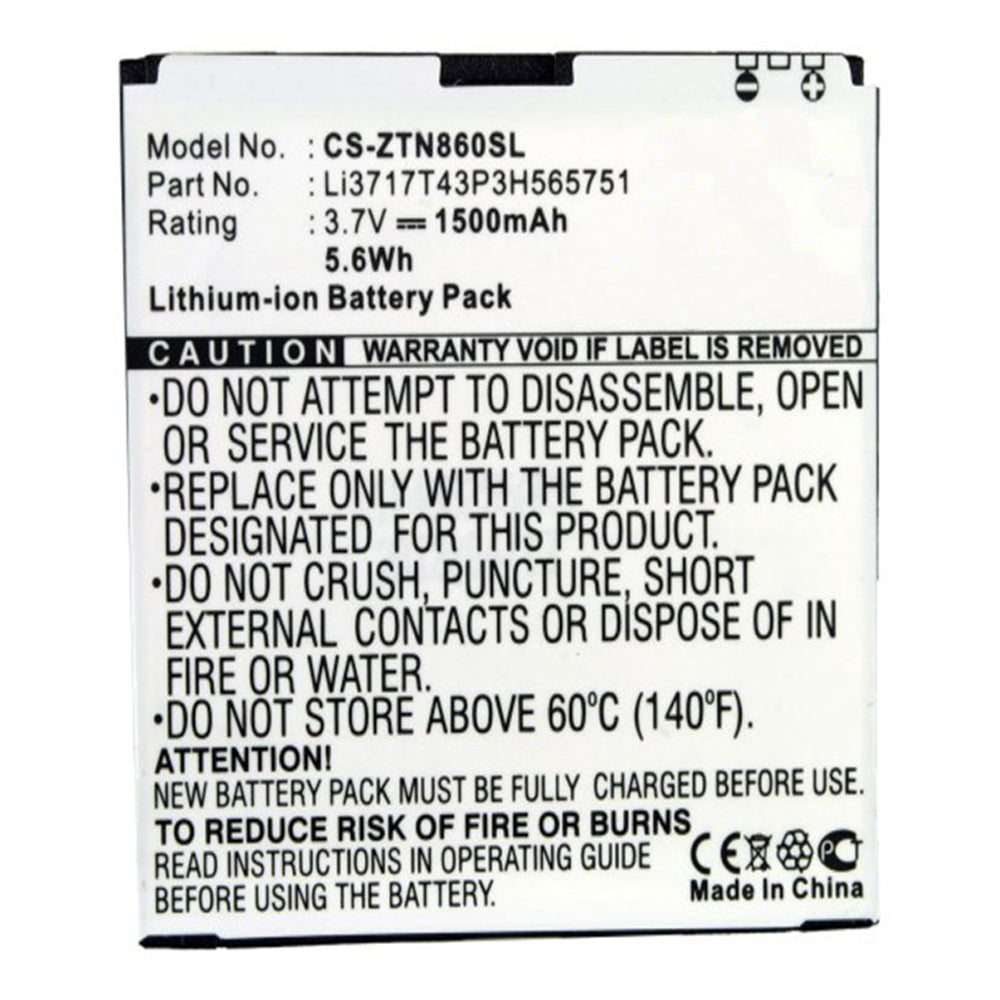 Model No. : CS-ZTN860SL
Part No. : Li3717T43P3H565751
Rating : 3.7V 1500mAh
5.6Wh
Lithium-ion Battery Pack
CAUTION WARRANTY VOID IF LABEL IS REMOVED
•DO NOT ATTEMPT TO DISASSEMBLE, OPEN
OR SERVICE THE BATTERY PACK.
•REPLACE ONLY WITH THE BATTERY PACK
DESIGNATED FOR THIS PRODUCT.
•DO NOT CRUSH, PUNCTURE, SHORT
EXTERNAL CONTACTS OR DISPOSE OF IN
FIRE OR WATER.
•DO NOT STORE ABOVE 60°C (140°F).
ATTENTION!
NEW BATTERY PACK MUST BE FULLY CHARGED BEFORE USE.
TO REDUCE RISK OF FIRE OR BURNS
READ INSTRUCTIONS IN OPERATING GUIDE
BEFORE USING THE BATTERY.
CE
Made In China